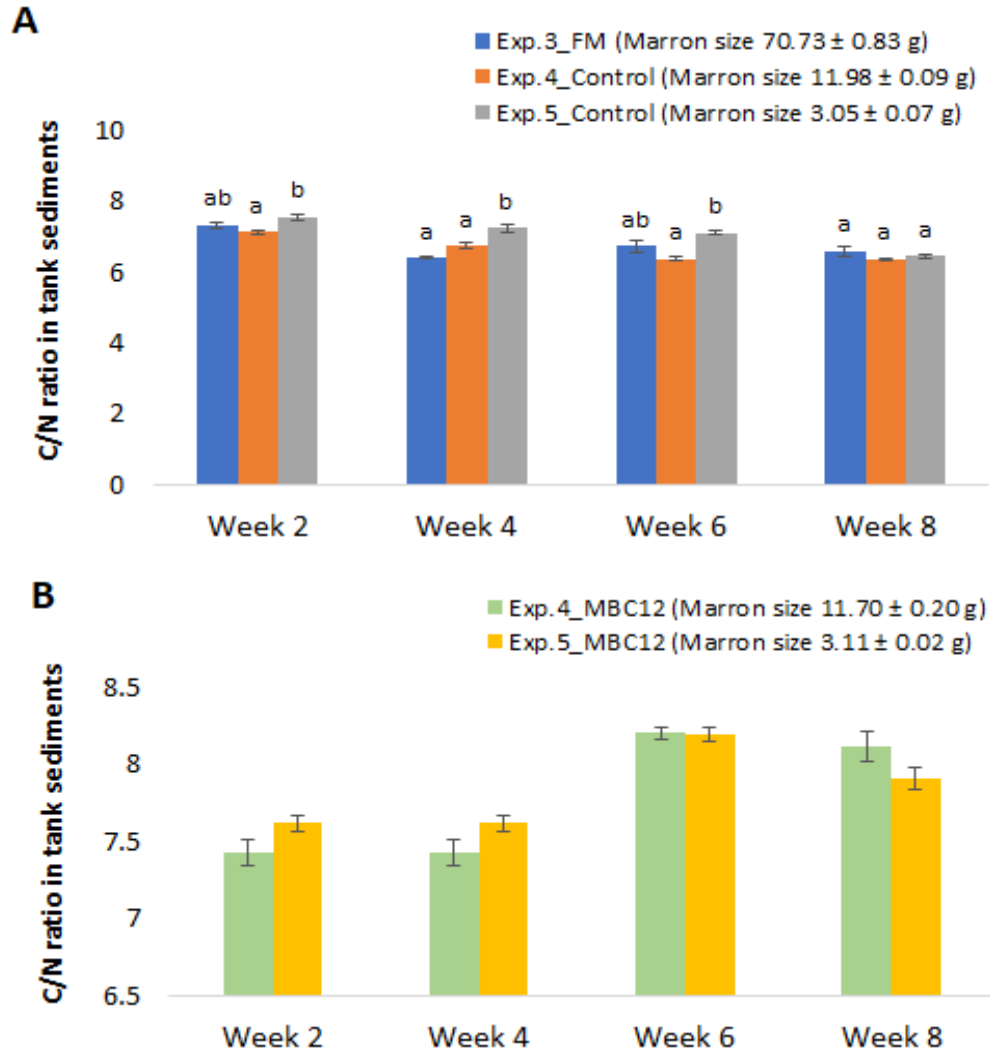 A
Exp.3_FM (Marron size 70.73 ± 0.83 g)
Exp.4_Control (Marron size 11.98 ± 0.09 g)
Exp.5_Control (Marron size 3.05 ± 0.07 g)
C/N ratio in tank sediments
10
8
6
4
2
0
ab a b
a a b
ab a b
a a a
Week 2 Week 4 Week 6 Week 8
B
Exp.4_MBC12 (Marron size 11.70 ± 0.20 g)
Exp.5_MBC12 (Marron size 3.11 ± 0.02 g)
C/N ratio in tank sediments
8.5
8
7.5
7
6.5
Week 2 Week 4 Week 6 Week 8